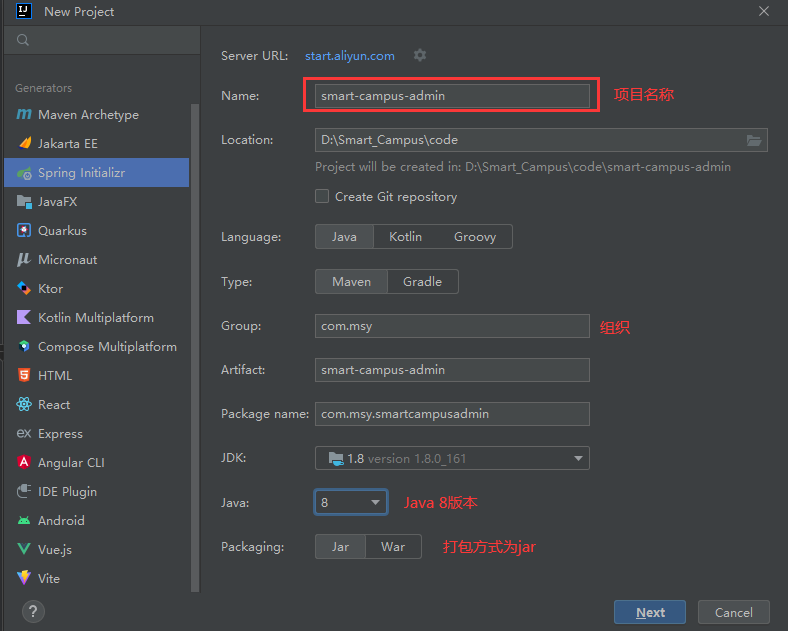 New Project
Generators
Maven Archetype
Jakarta EE
Spring Initializr
JavaFX
Quarkus
Micronaut
Ktor
Kotlin Multiplatform
Compose Multiplatform
HTML
React
Express
Angular CLI
IDE Plugin
Android
Vue.js
Vite
Server URL: start.aliyun.com
Name: smart-campus-admin 项目名称
Location: D:\Smart_Campus\code
Project will be created in: D:\Smart_Campus\code\smart-campus-admin
Create Git repository
Language: Java Kotlin Groovy
Type: Maven Gradle
Group: com.msy 组织
Artifact: smart-campus-admin
Package name: com.msy.smartcampusadmin
JDK: 1.8 version 1.8.0_161
Java: 8 Java 8版本
Packaging: Jar War 打包方式为jar
? Next Cancel